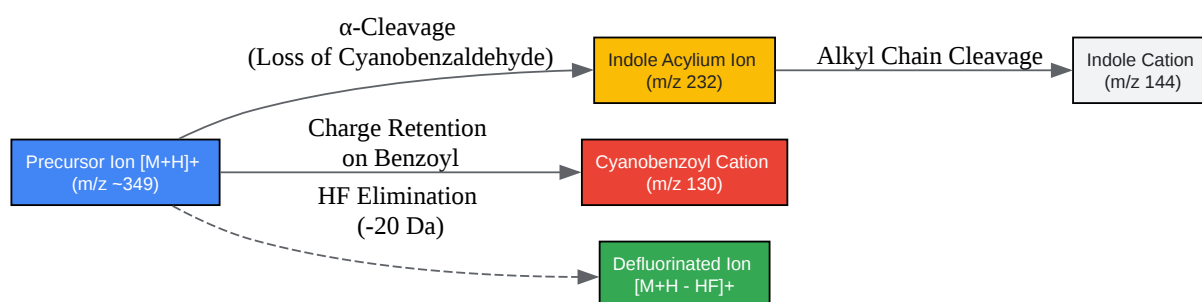 α-Cleavage
(Loss of Cyanobenzaldehyde)
Indole Acylium Ion
(m/z 232)
Alkyl Chain Cleavage
Indole Cation
(m/z 144)
Precursor Ion [M+H]+
(m/z ~349)
Charge Retention
on Benzoyl
Cyanobenzoyl Cation
(m/z 130)
HF Elimination
(-20 Da)
Defluorinated Ion
[M+H - HF]+